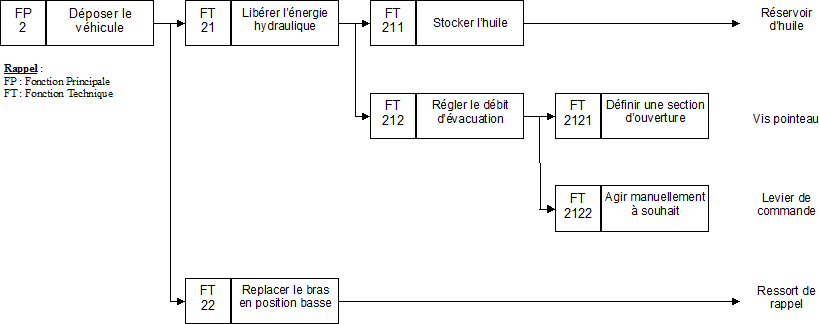 FP
2
Déposer le
véhicule
FT
21
Libérer l'énergie
hydraulique
FT
211
Stocker l'huile
Réservoir
d'huile
Rappel :
FP : Fonction Principale
FT : Fonction Technique
FT
212
Régler le débit
d'évacuation
FT
2121
Définir une section
d'ouverture
Vis pointeau
FT
2122
Agir manuellement
à souhait
Levier de
commande
FT
22
Replacer le bras
en position basse
Ressort de
rappel